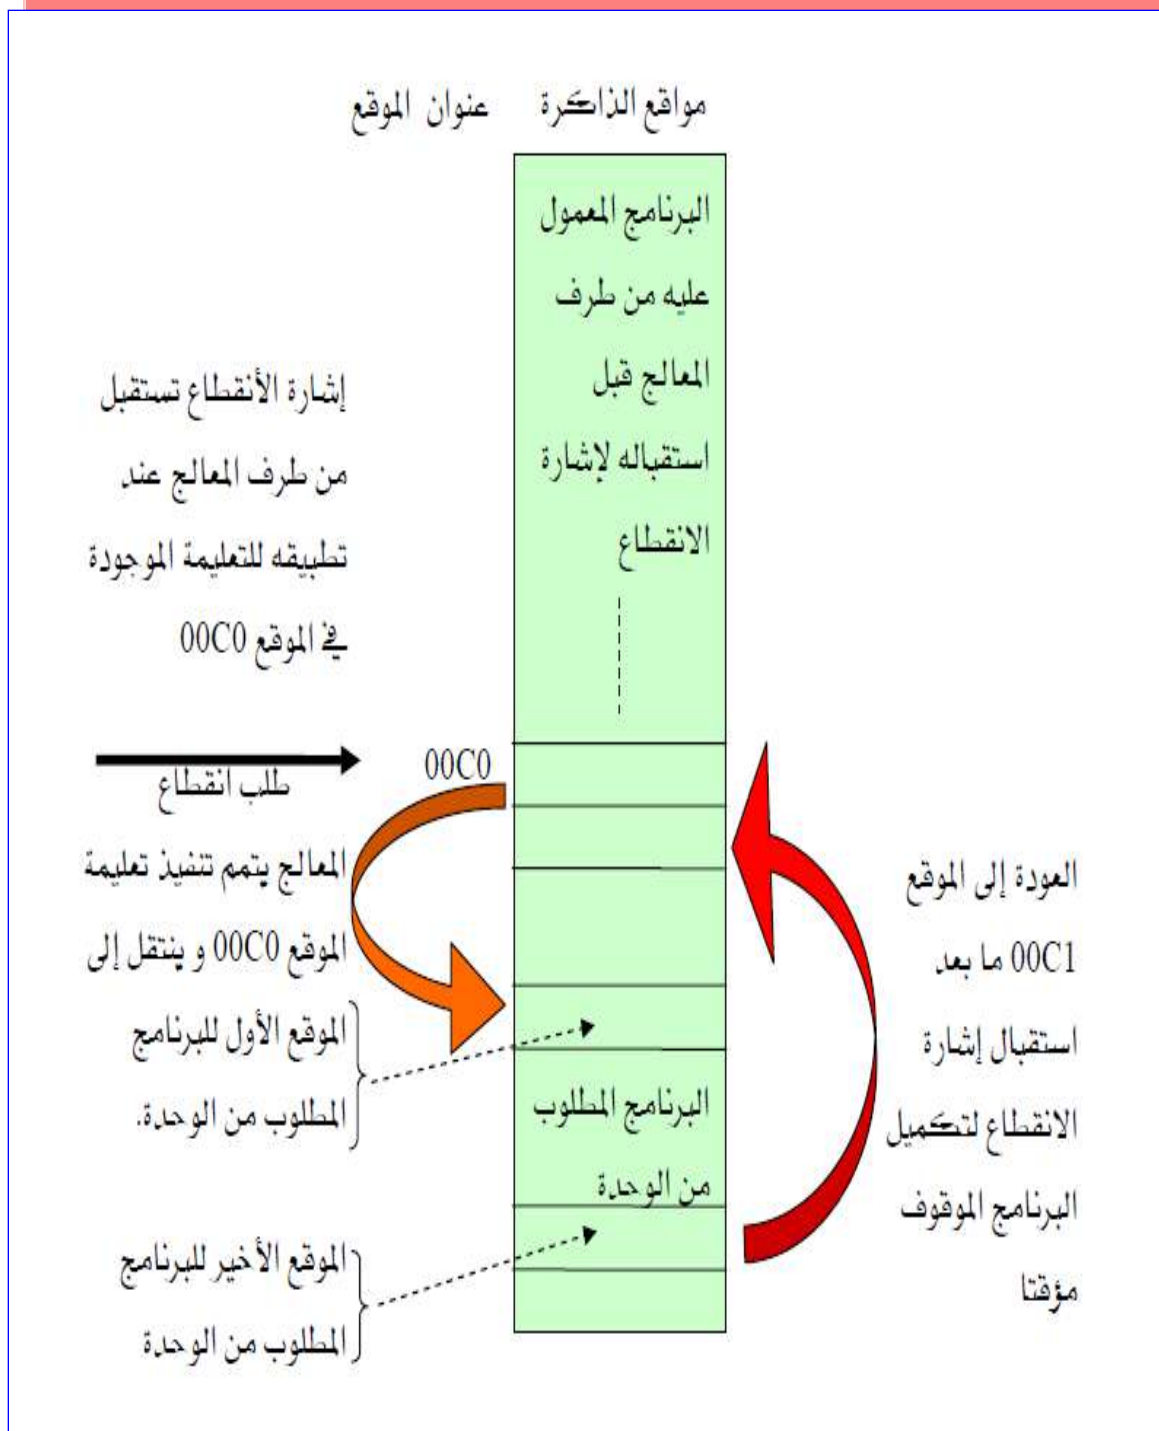 مواقع الذاكرة
عنوان الموقع
البرنامج المعمول
عليه من طرف
المعالج قبل
استقباله لإشارة
الانقطاع
إشارة الأنقطاع تستقبل
من طرف المعالج عند
تطبيقه للتعليمة الموجودة
في الموقع 00C0
00C0
طلب انقطاع
المعالج يتمم تنفيذ تعليمة
الموقع 00C0 و ينتقل إلى
الموقع الأول للبرنامج
المطلوب من الوحدة.
البرنامج المطلوب
من الوحدة
الموقع الأخير للبرنامج
المطلوب من الوحدة
العودة إلى الموقع
00C1 ما بعد
استقبال إشارة
الانقطاع لتكميل
البرنامج الموقوف
مؤقتا